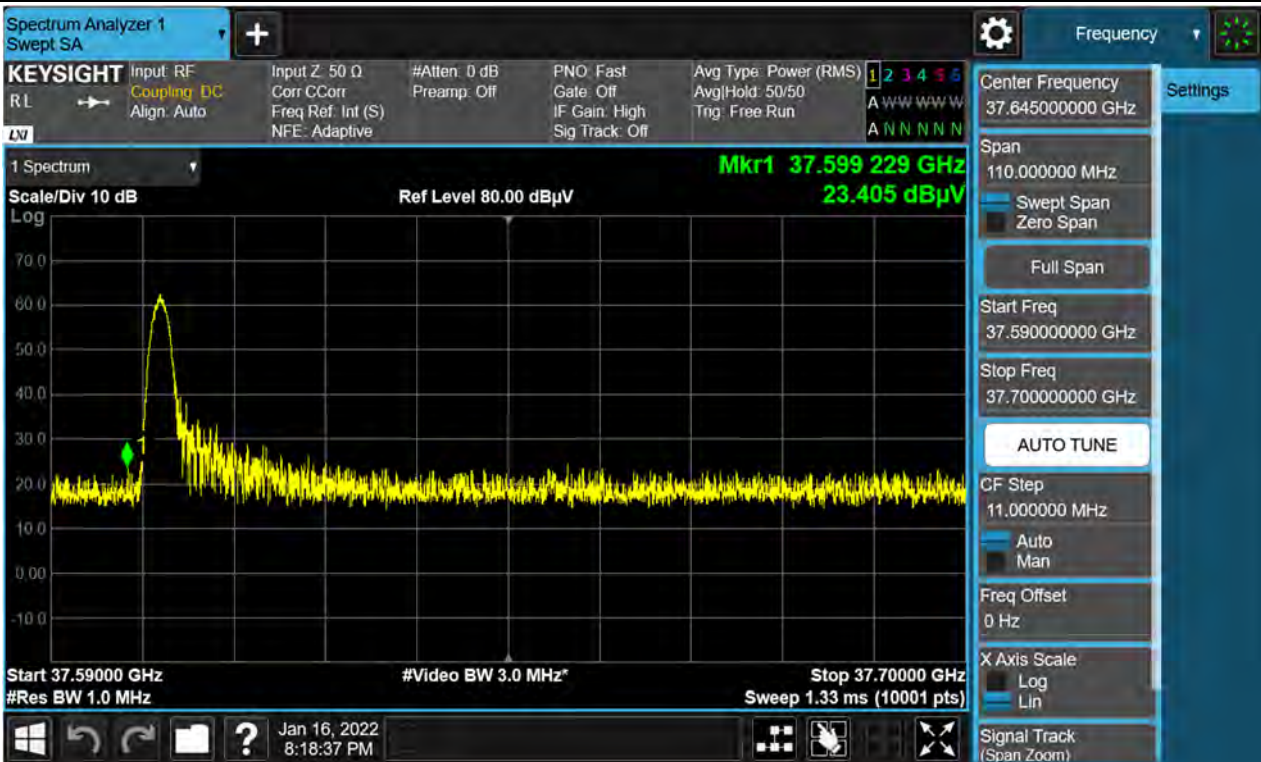 Spectrum Analyzer 1
Swept SA
+
Frequency
KEYSIGHT
RL
LXI
Input: RF
Coupling: DC
Align: Auto
Input Z: 50 Ω
Corr CCorr
Freq Ref: Int (S)
NFE: Adaptive
#Atten: 0 dB
Preamp: Off
PNO: Fast
Gate: Off
IF Gain: High
Sig Track: Off
Avg Type: Power (RMS)
Avg|Hold: 50/50
Trig: Free Run
1 2 3 4 5 6
A W W W W W
A N N N N N
1 Spectrum
Scale/Div 10 dB
Log
Ref Level 80.00 dBµV
Mkr1 37.599 229 GHz
23.405 dBµV
70.0
60.0
50.0
40.0
30.0
20.0
10.0
0.00
-10.0
1
Start 37.59000 GHz
#Res BW 1.0 MHz
#Video BW 3.0 MHz*
Stop 37.70000 GHz
Sweep 1.33 ms (10001 pts)
?
Jan 16, 2022
8:18:37 PM
Center Frequency
37.645000000 GHz
Settings
Span
110.000000 MHz
Swept Span
Zero Span
Full Span
Start Freq
37.590000000 GHz
Stop Freq
37.700000000 GHz
AUTO TUNE
CF Step
11.000000 MHz
Auto
Man
Freq Offset
0 Hz
X Axis Scale
Log
Lin
Signal Track
(Span Zoom)